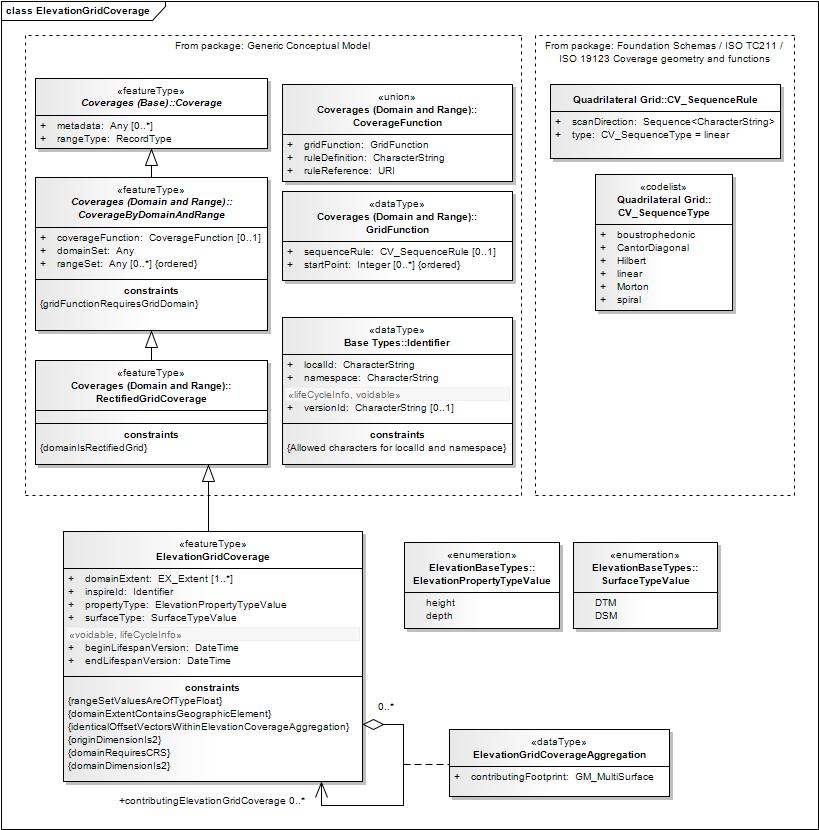 class ElevationGridCoverage
From package: Generic Conceptual Model
«featureType»
Coverages (Base)::Coverage
+ metadata: Any [0..*]
+ rangeType: RecordType
«featureType»
Coverages (Domain and Range)::
CoverageByDomainAndRange
+ coverageFunction: CoverageFunction [0..1]
+ domainSet: Any
+ rangeSet: Any [0..*] {ordered}
constraints
{gridFunctionRequiresGridDomain}
«featureType»
Coverages (Domain and Range)::
RectifiedGridCoverage
constraints
{domainIsRectifiedGrid}
«union»
Coverages (Domain and Range)::
CoverageFunction
+ gridFunction: GridFunction
+ ruleDefinition: CharacterString
+ ruleReference: URI
«dataType»
Coverages (Domain and Range)::
GridFunction
+ sequenceRule: CV_SequenceRule [0..1]
+ startPoint: Integer [0..*] {ordered}
«dataType»
Base Types::Identifier
+ localId: CharacterString
+ namespace: CharacterString
«lifeCycleInfo, voidable»
+ versionId: CharacterString [0..1]
constraints
{Allowed characters for localId and namespace}
From package: Foundation Schemas / ISO TC211 /
ISO 19123 Coverage geometry and functions
Quadrilateral Grid::CV_SequenceRule
+ scanDirection: Sequence<CharacterString>
+ type: CV_SequenceType = linear
«codelist»
Quadrilateral Grid::
CV_SequenceType
+ boustrophedonic
+ CantorDiagonal
+ Hilbert
+ linear
+ Morton
+ spiral
«featureType»
ElevationGridCoverage
+ domainExtent: EX_Extent [1..*]
+ inspireId: Identifier
+ propertyType: ElevationPropertyTypeValue
+ surfaceType: SurfaceTypeValue
«voidable, lifeCycleInfo»
+ beginLifespanVersion: DateTime
+ endLifespanVersion: DateTime
constraints
{rangeSetValuesAreOfTypeFloat}
{domainExtentContainsGeographicElement}
{identicalOffsetVectorsWithinElevationCoverageAggregation}
{originDimensionIs2}
{domainRequiresCRS}
{domainDimensionIs2}
«enumeration»
ElevationBaseTypes::
ElevationPropertyTypeValue
height
depth
«enumeration»
ElevationBaseTypes::
SurfaceTypeValue
DTM
DSM
0..*
«dataType»
ElevationGridCoverageAggregation
+ contributingFootprint: GM_MultiSurface
+contributingElevationGridCoverage 0..*